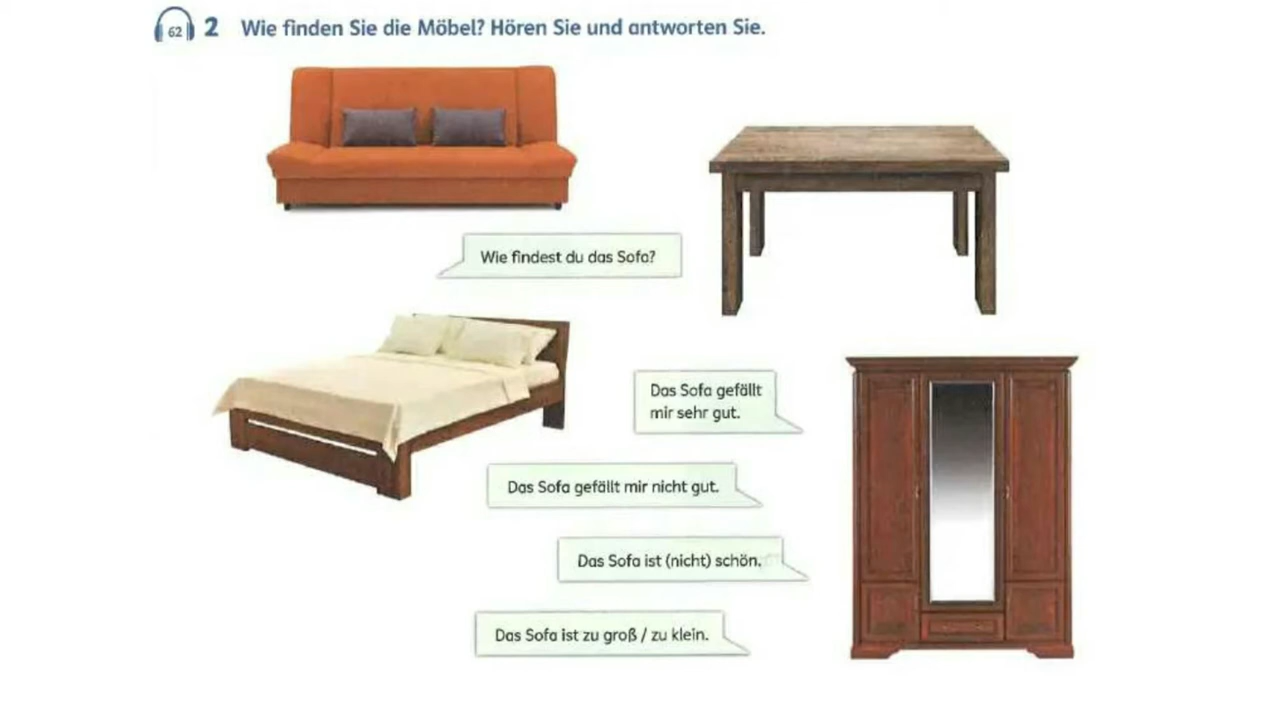 62 2 Wie finden Sie die Möbel? Hören Sie und antworten Sie.
Wie findest du das Sofa?
Das Sofa gefällt
mir sehr gut.
Das Sofa gefällt mir nicht gut.
Das Sofa ist (nicht) schön.
Das Sofa ist zu groß / zu klein.